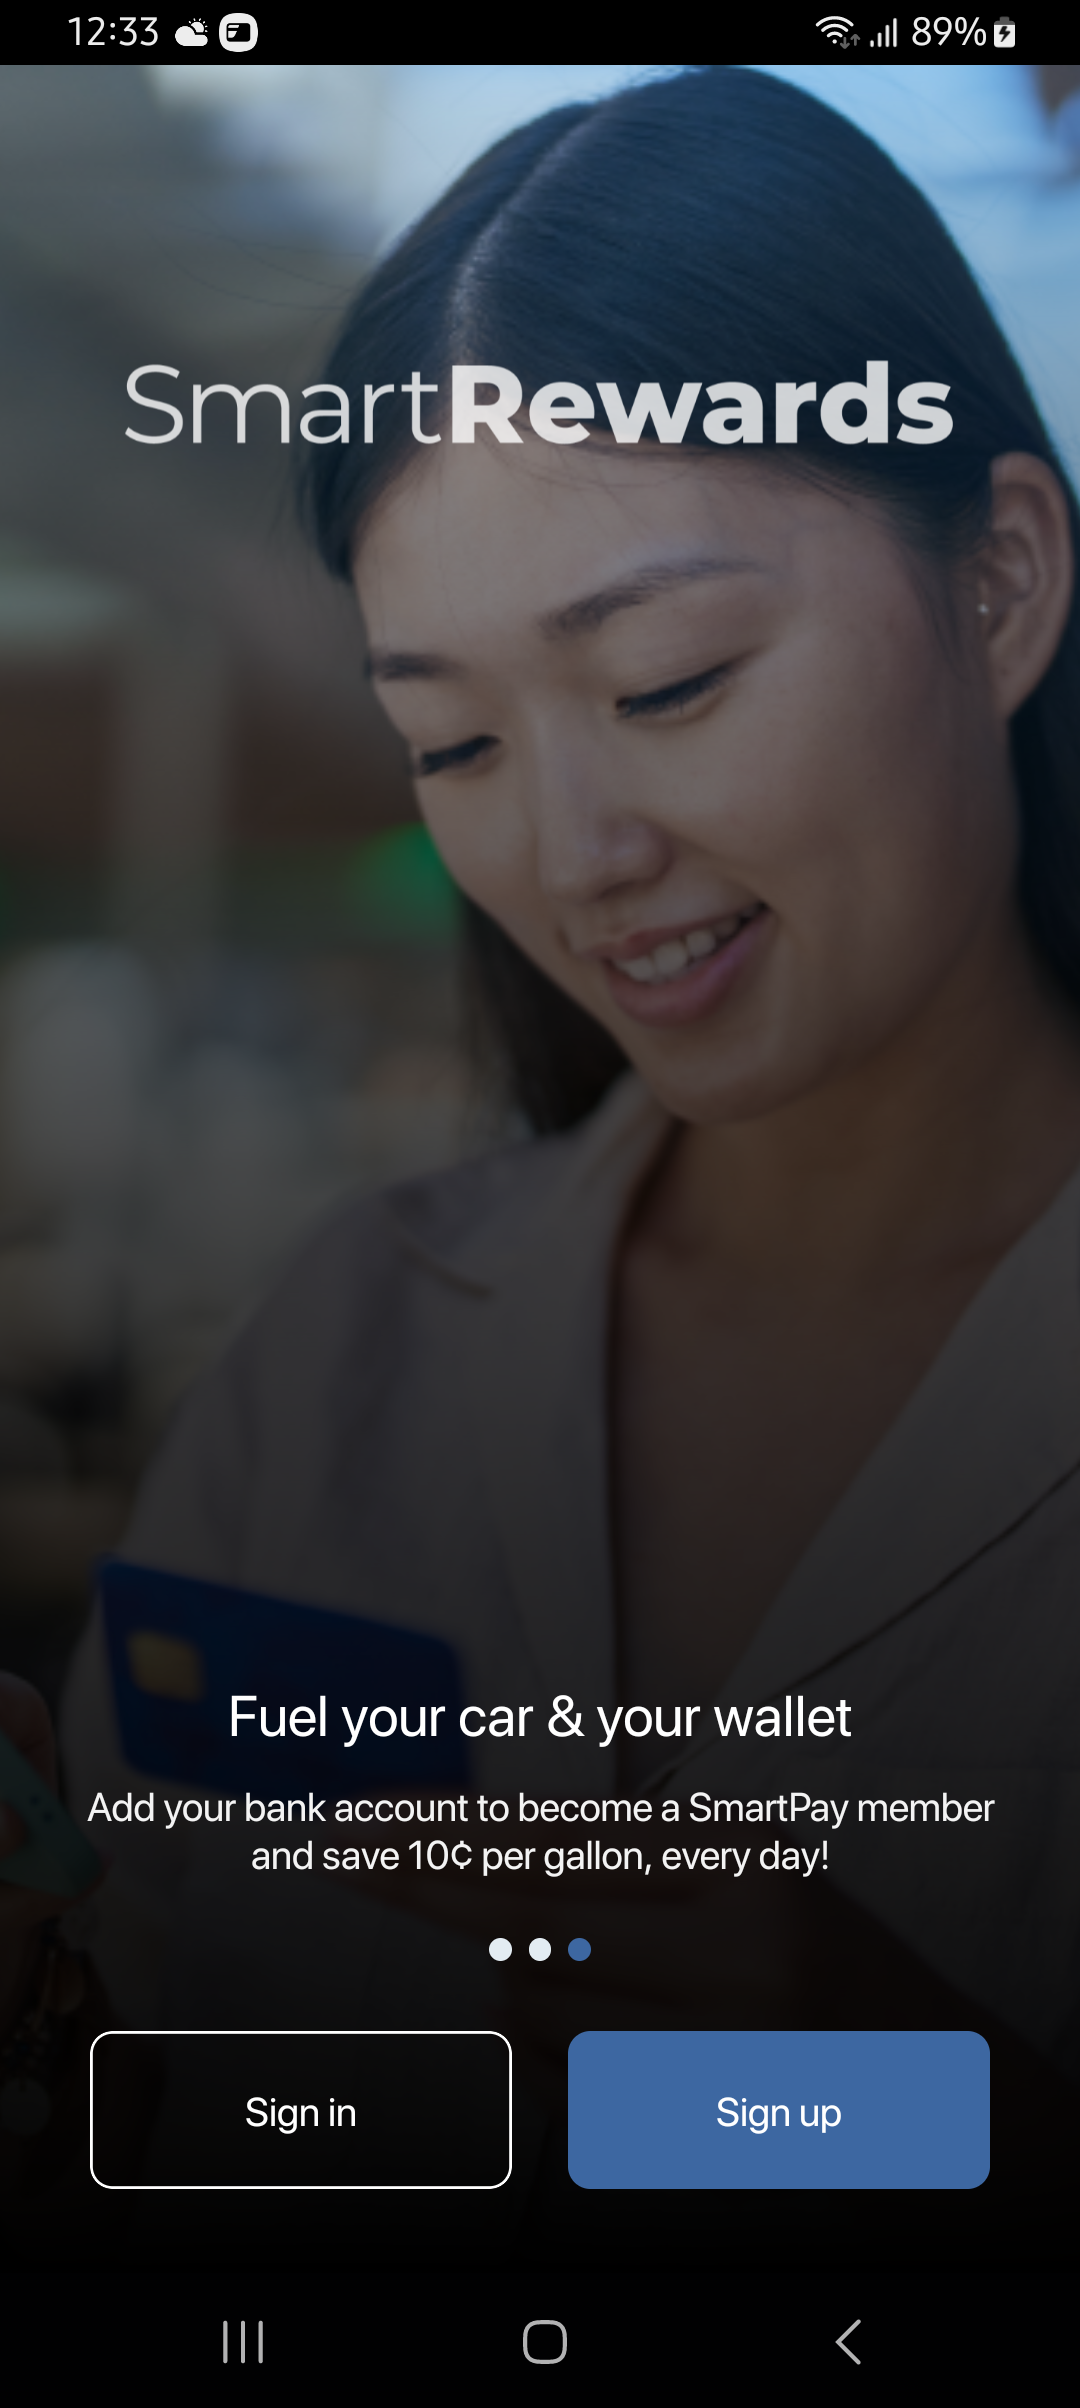 12:33
89%
SmartRewards
Fuel your car & your wallet
Add your bank account to become a SmartPay member
and save 10¢ per gallon, every day!
Sign in
Sign up